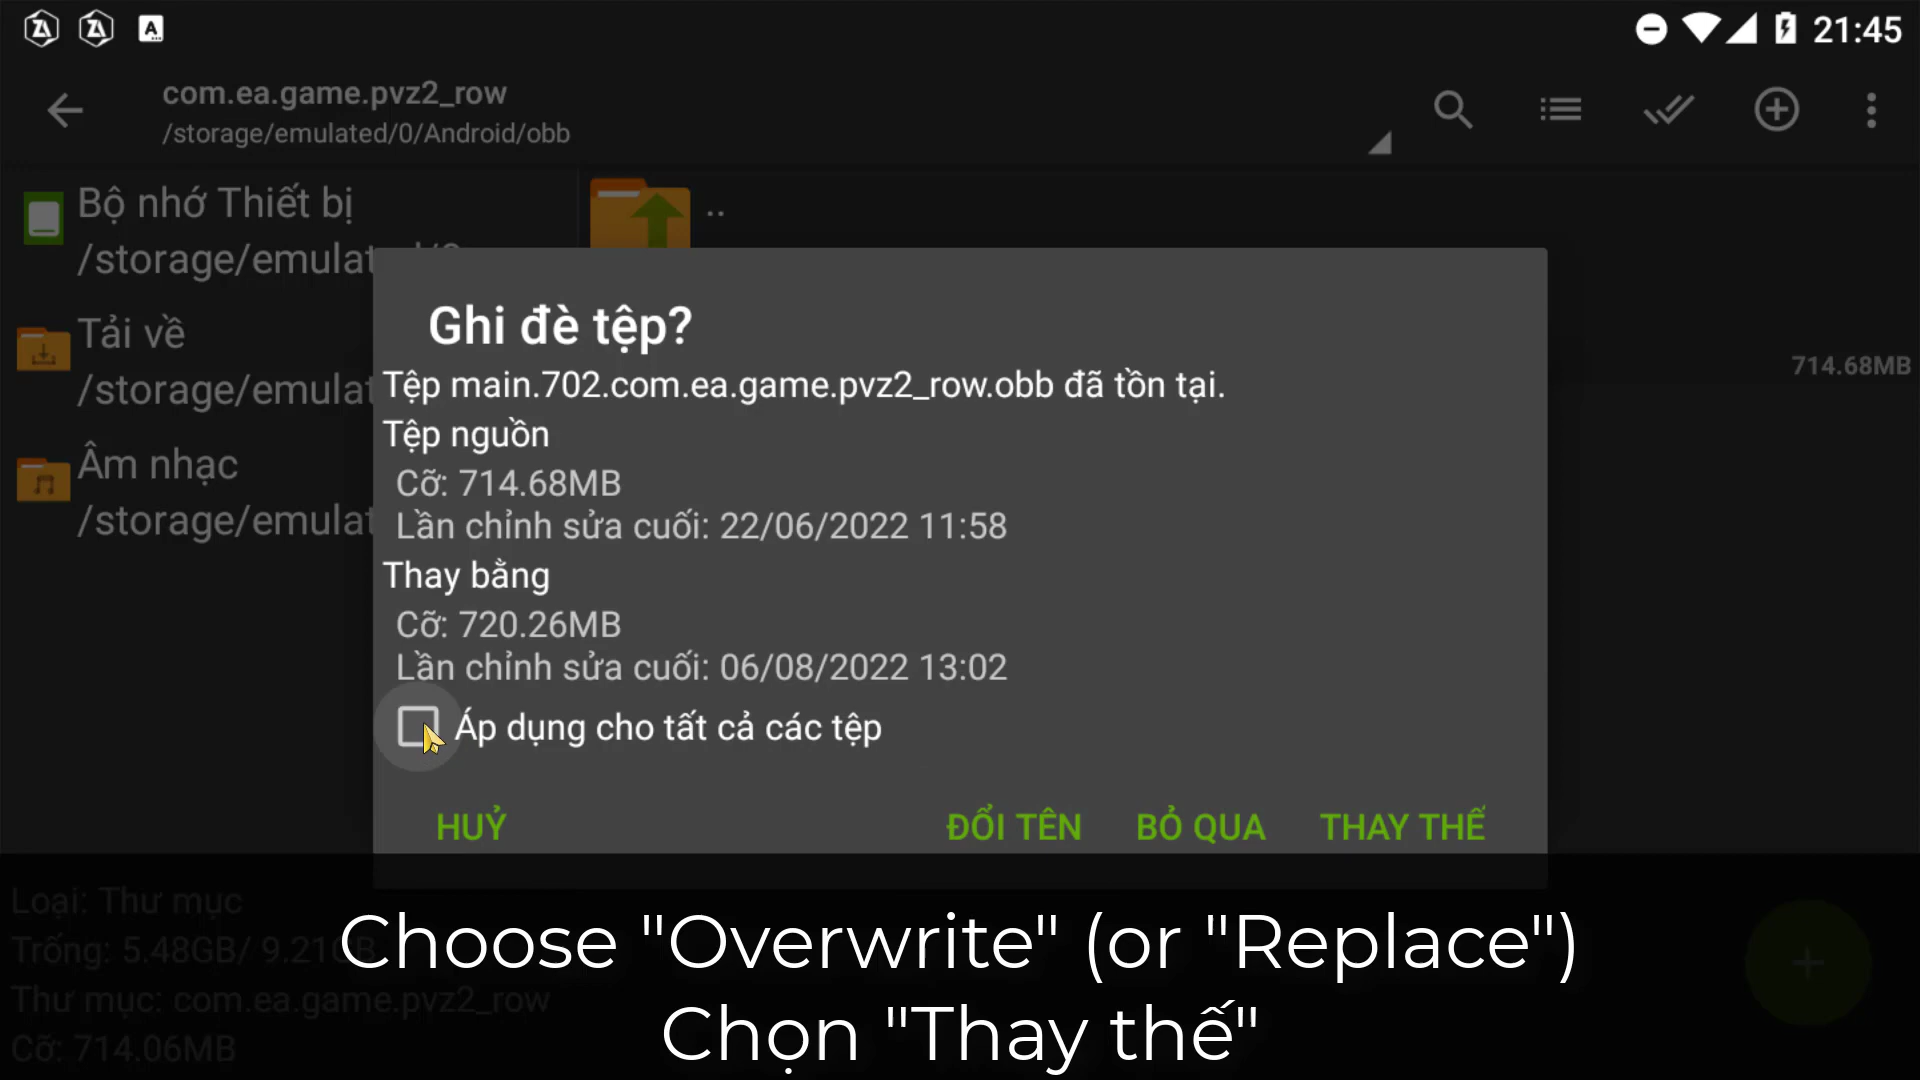 21:45
com.ea.game.pvz2_row
/storage/emulated/0/Android/obb
Bộ nhớ Thiết bị
/storage/emulated/0
..
Tải về
/storage/emulat
714.68MB
Âm nhạc
/storage/emulat
Ghi đè tệp?
Tệp main.702.com.ea.game.pvz2_row.obb đã tồn tại.
Tệp nguồn
Cỡ: 714.68MB
Lần chỉnh sửa cuối: 22/06/2022 11:58
Thay bằng
Cỡ: 720.26MB
Lần chỉnh sửa cuối: 06/08/2022 13:02
Áp dụng cho tất cả các tệp
HUỶ ĐỔI TÊN BỎ QUA THAY THẾ
Loại: Thư mục
Trống: 5.48GB/ 9.21GB
Thư mục: com.ea.game.pvz2_row
Cỡ: 714.06MB
Choose "Overwrite" (or "Replace")
Chọn "Thay thế"